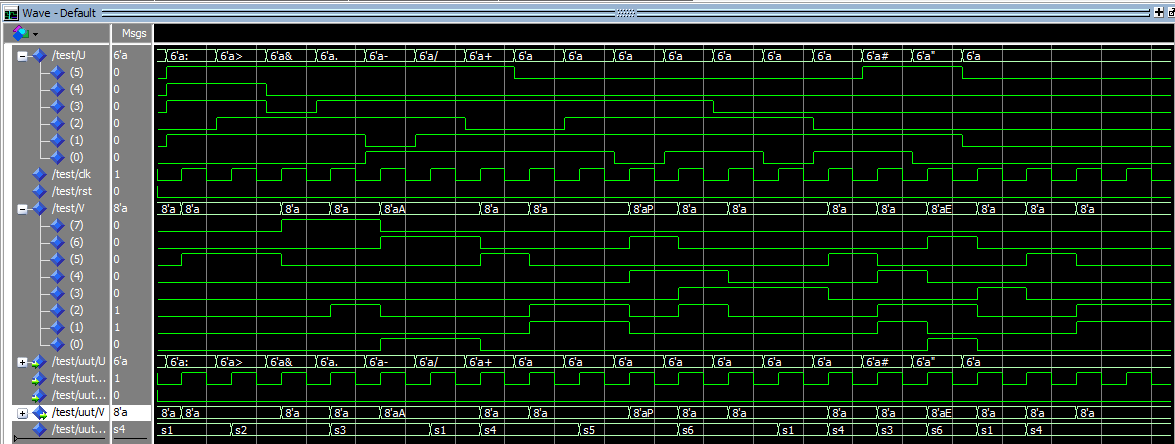 Wave - Default
Msgs
/test/U 6'a 6'a: 6'a> 6'a& 6'a. 6'a- 6'a/ 6'a+ 6'a 6'a 6'a 6'a 6'a 6'a 6'a# 6'a" 6'a
(5) 0
(4) 0
(3) 0
(2) 0
(1) 0
(0) 0
/test/clk 1
/test/rst 0
/test/V 8'a 8'a 8'a 8'a 8'a 8'aA 8'a 8'a 8'aP 8'a 8'a 8'a 8'a 8'aE 8'a 8'a 8'a
(7) 0
(6) 0
(5) 0
(4) 0
(3) 0
(2) 1
(1) 1
(0) 0
/test/uut/U 6'a 6'a: 6'a> 6'a& 6'a. 6'a- 6'a/ 6'a+ 6'a 6'a 6'a 6'a 6'a 6'a 6'a# 6'a" 6'a
/test/uut... 1
/test/uut... 0
/test/uut/V 8'a 8'a 8'a 8'a 8'a 8'aA 8'a 8'a 8'aP 8'a 8'a 8'a 8'a 8'aE 8'a 8'a 8'a
/test/uut... s4 s1 s2 s3 s1 s4 s5 s6 s1 s4 s3 s6 s1 s4